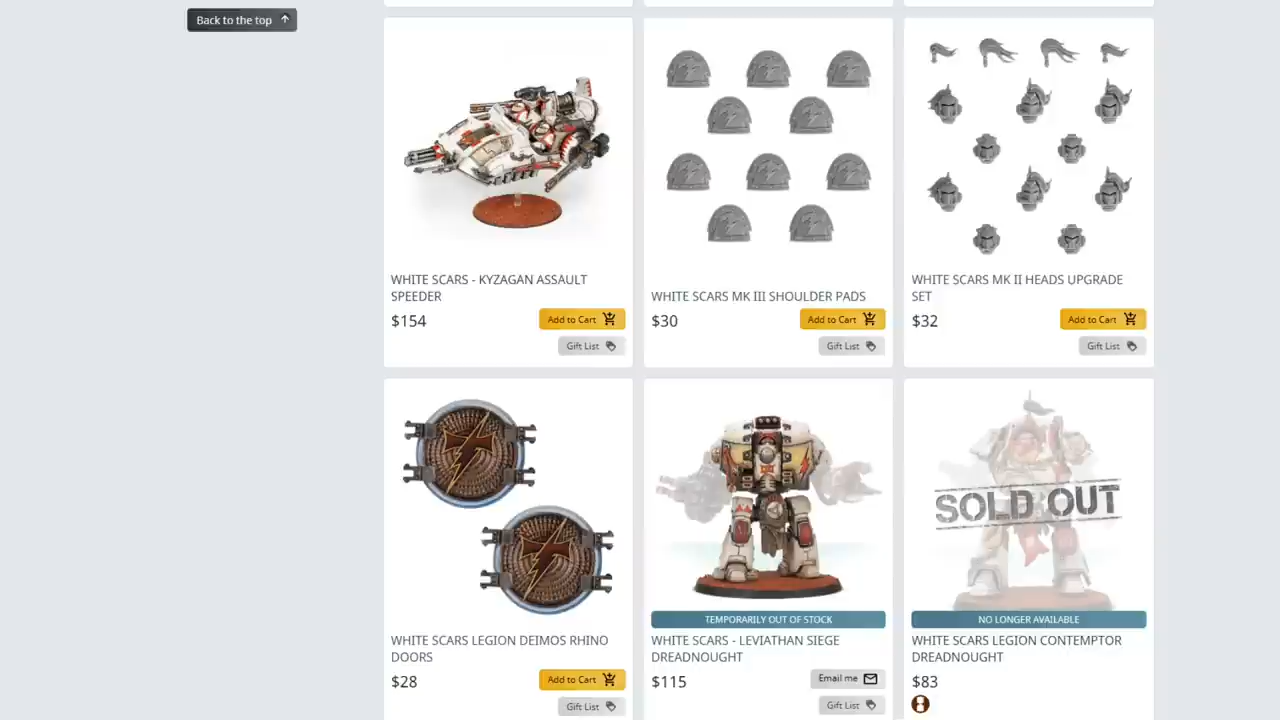 Back to the top
WHITE SCARS - KYZAGAN ASSAULT
SPEEDER
$154
Add to Cart
Gift List
WHITE SCARS MK III SHOULDER PADS
$30
Add to Cart
Gift List
WHITE SCARS MK II HEADS UPGRADE
SET
$32
Add to Cart
Gift List
WHITE SCARS LEGION DEIMOS RHINO
DOORS
$28
Add to Cart
Gift List
TEMPORARILY OUT OF STOCK
WHITE SCARS - LEVIATHAN SIEGE
DREADNOUGHT
$115
Email me
Gift List
SOLD OUT
NO LONGER AVAILABLE
WHITE SCARS LEGION CONTEMPTOR
DREADNOUGHT
$83